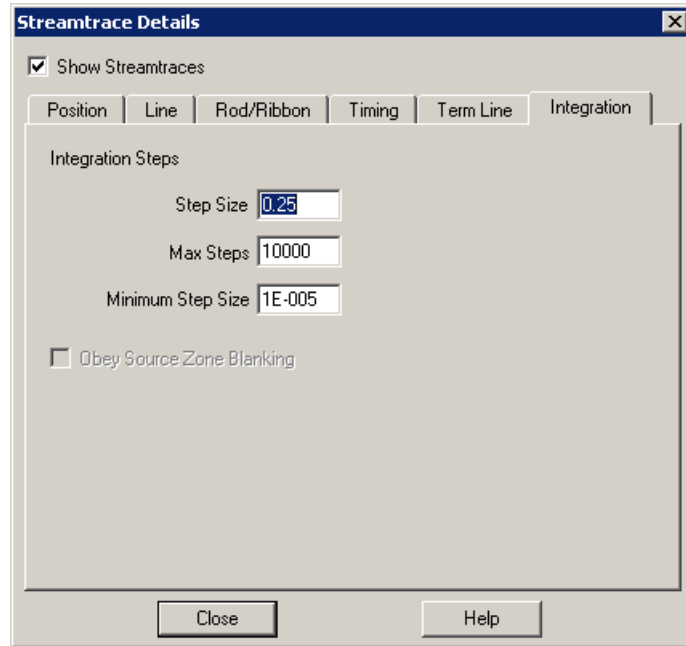 Streamtrace Details
Show Streamtraces
Position Line Rod/Ribbon Timing Term Line Integration
Integration Steps
Step Size 0.25
Max Steps 10000
Minimum Step Size 1E-005
Obey Source Zone Blanking
Close Help